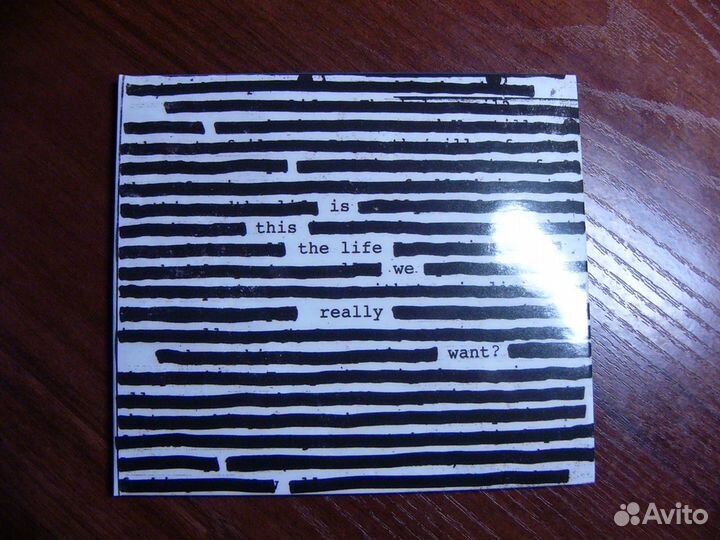 is
this
the life
we
really
want?
Avito